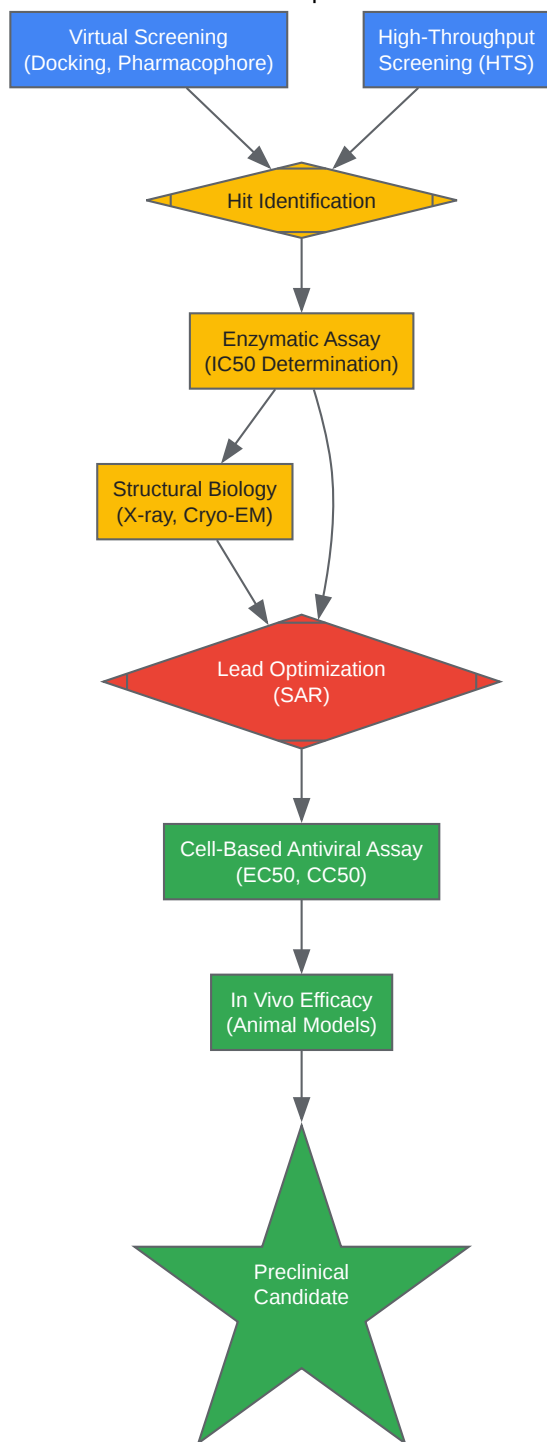 Virtual Screening
(Docking, Pharmacophore)
High-Throughput
Screening (HTS)
Hit Identification
Enzymatic Assay
(IC50 Determination)
Structural Biology
(X-ray, Cryo-EM)
Lead Optimization
(SAR)
Cell-Based Antiviral Assay
(EC50, CC50)
In Vivo Efficacy
(Animal Models)
Preclinical
Candidate